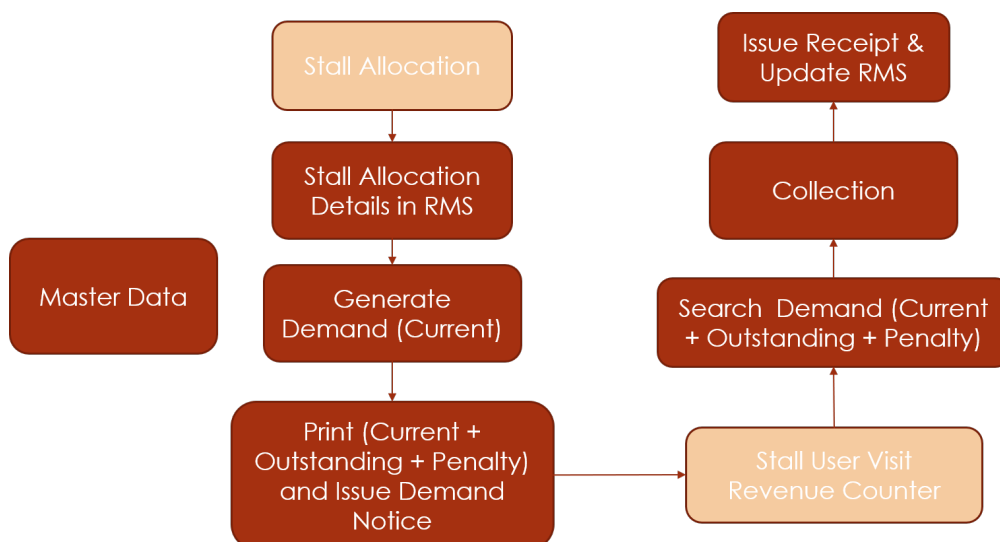 Stall Allocation
Stall Allocation
Details in RMS
Master Data
Generate
Demand (Current)
Print (Current +
Outstanding + Penalty)
and Issue Demand
Notice
Stall User Visit
Revenue Counter
Search Demand (Current
+ Outstanding + Penalty)
Collection
Issue Receipt &
Update RMS